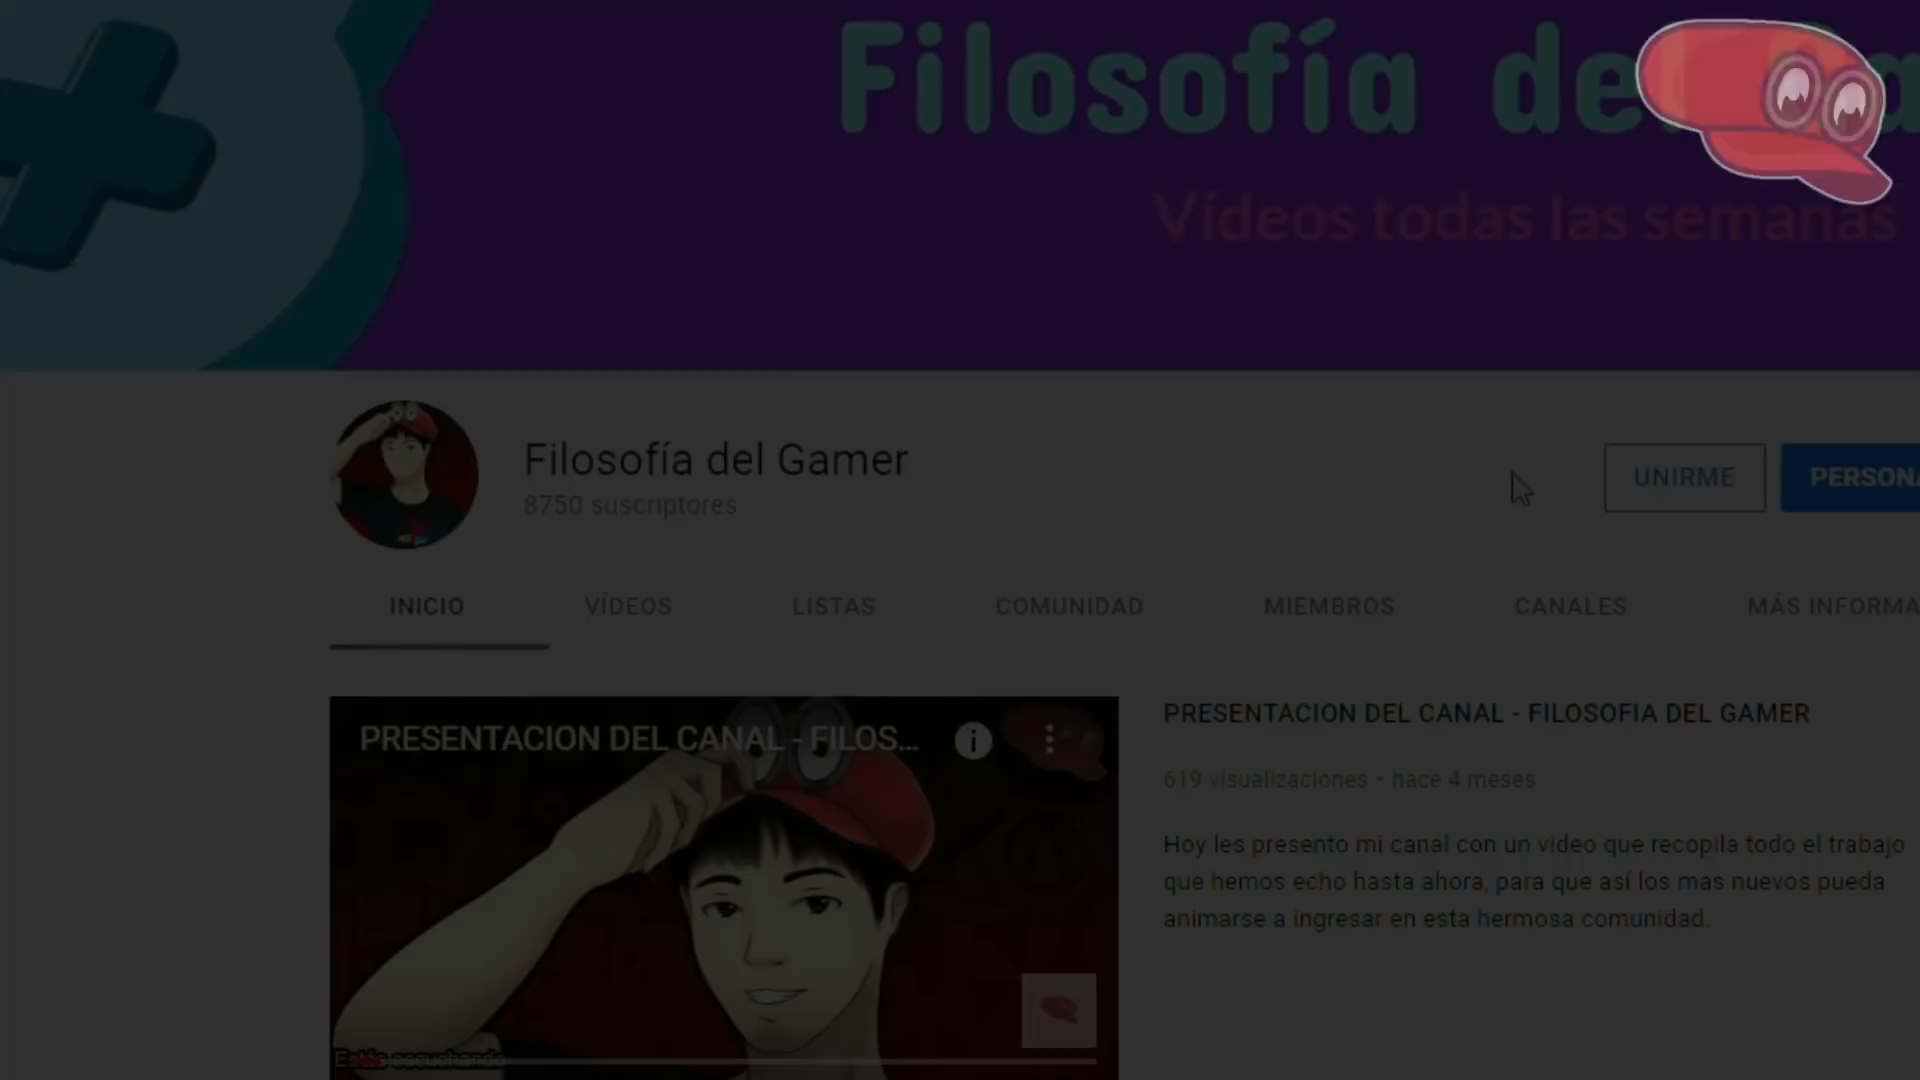 Filosofía de
Vídeos todas las semanas
Filosofía del Gamer
8750 suscriptores
UNIRME
PERSONA
INICIO
VÍDEOS
LISTAS
COMUNIDAD
MIEMBROS
CANALES
MÁS INFORMA
PRESENTACION DEL CANAL - FILOS...
PRESENTACION DEL CANAL - FILOSOFIA DEL GAMER
619 visualizaciones • hace 4 meses
Hoy les presento mi canal con un video que recopila todo el trabajo
que hemos echo hasta ahora, para que así los mas nuevos pueda
animarse a ingresar en esta hermosa comunidad.
Estás escuchando